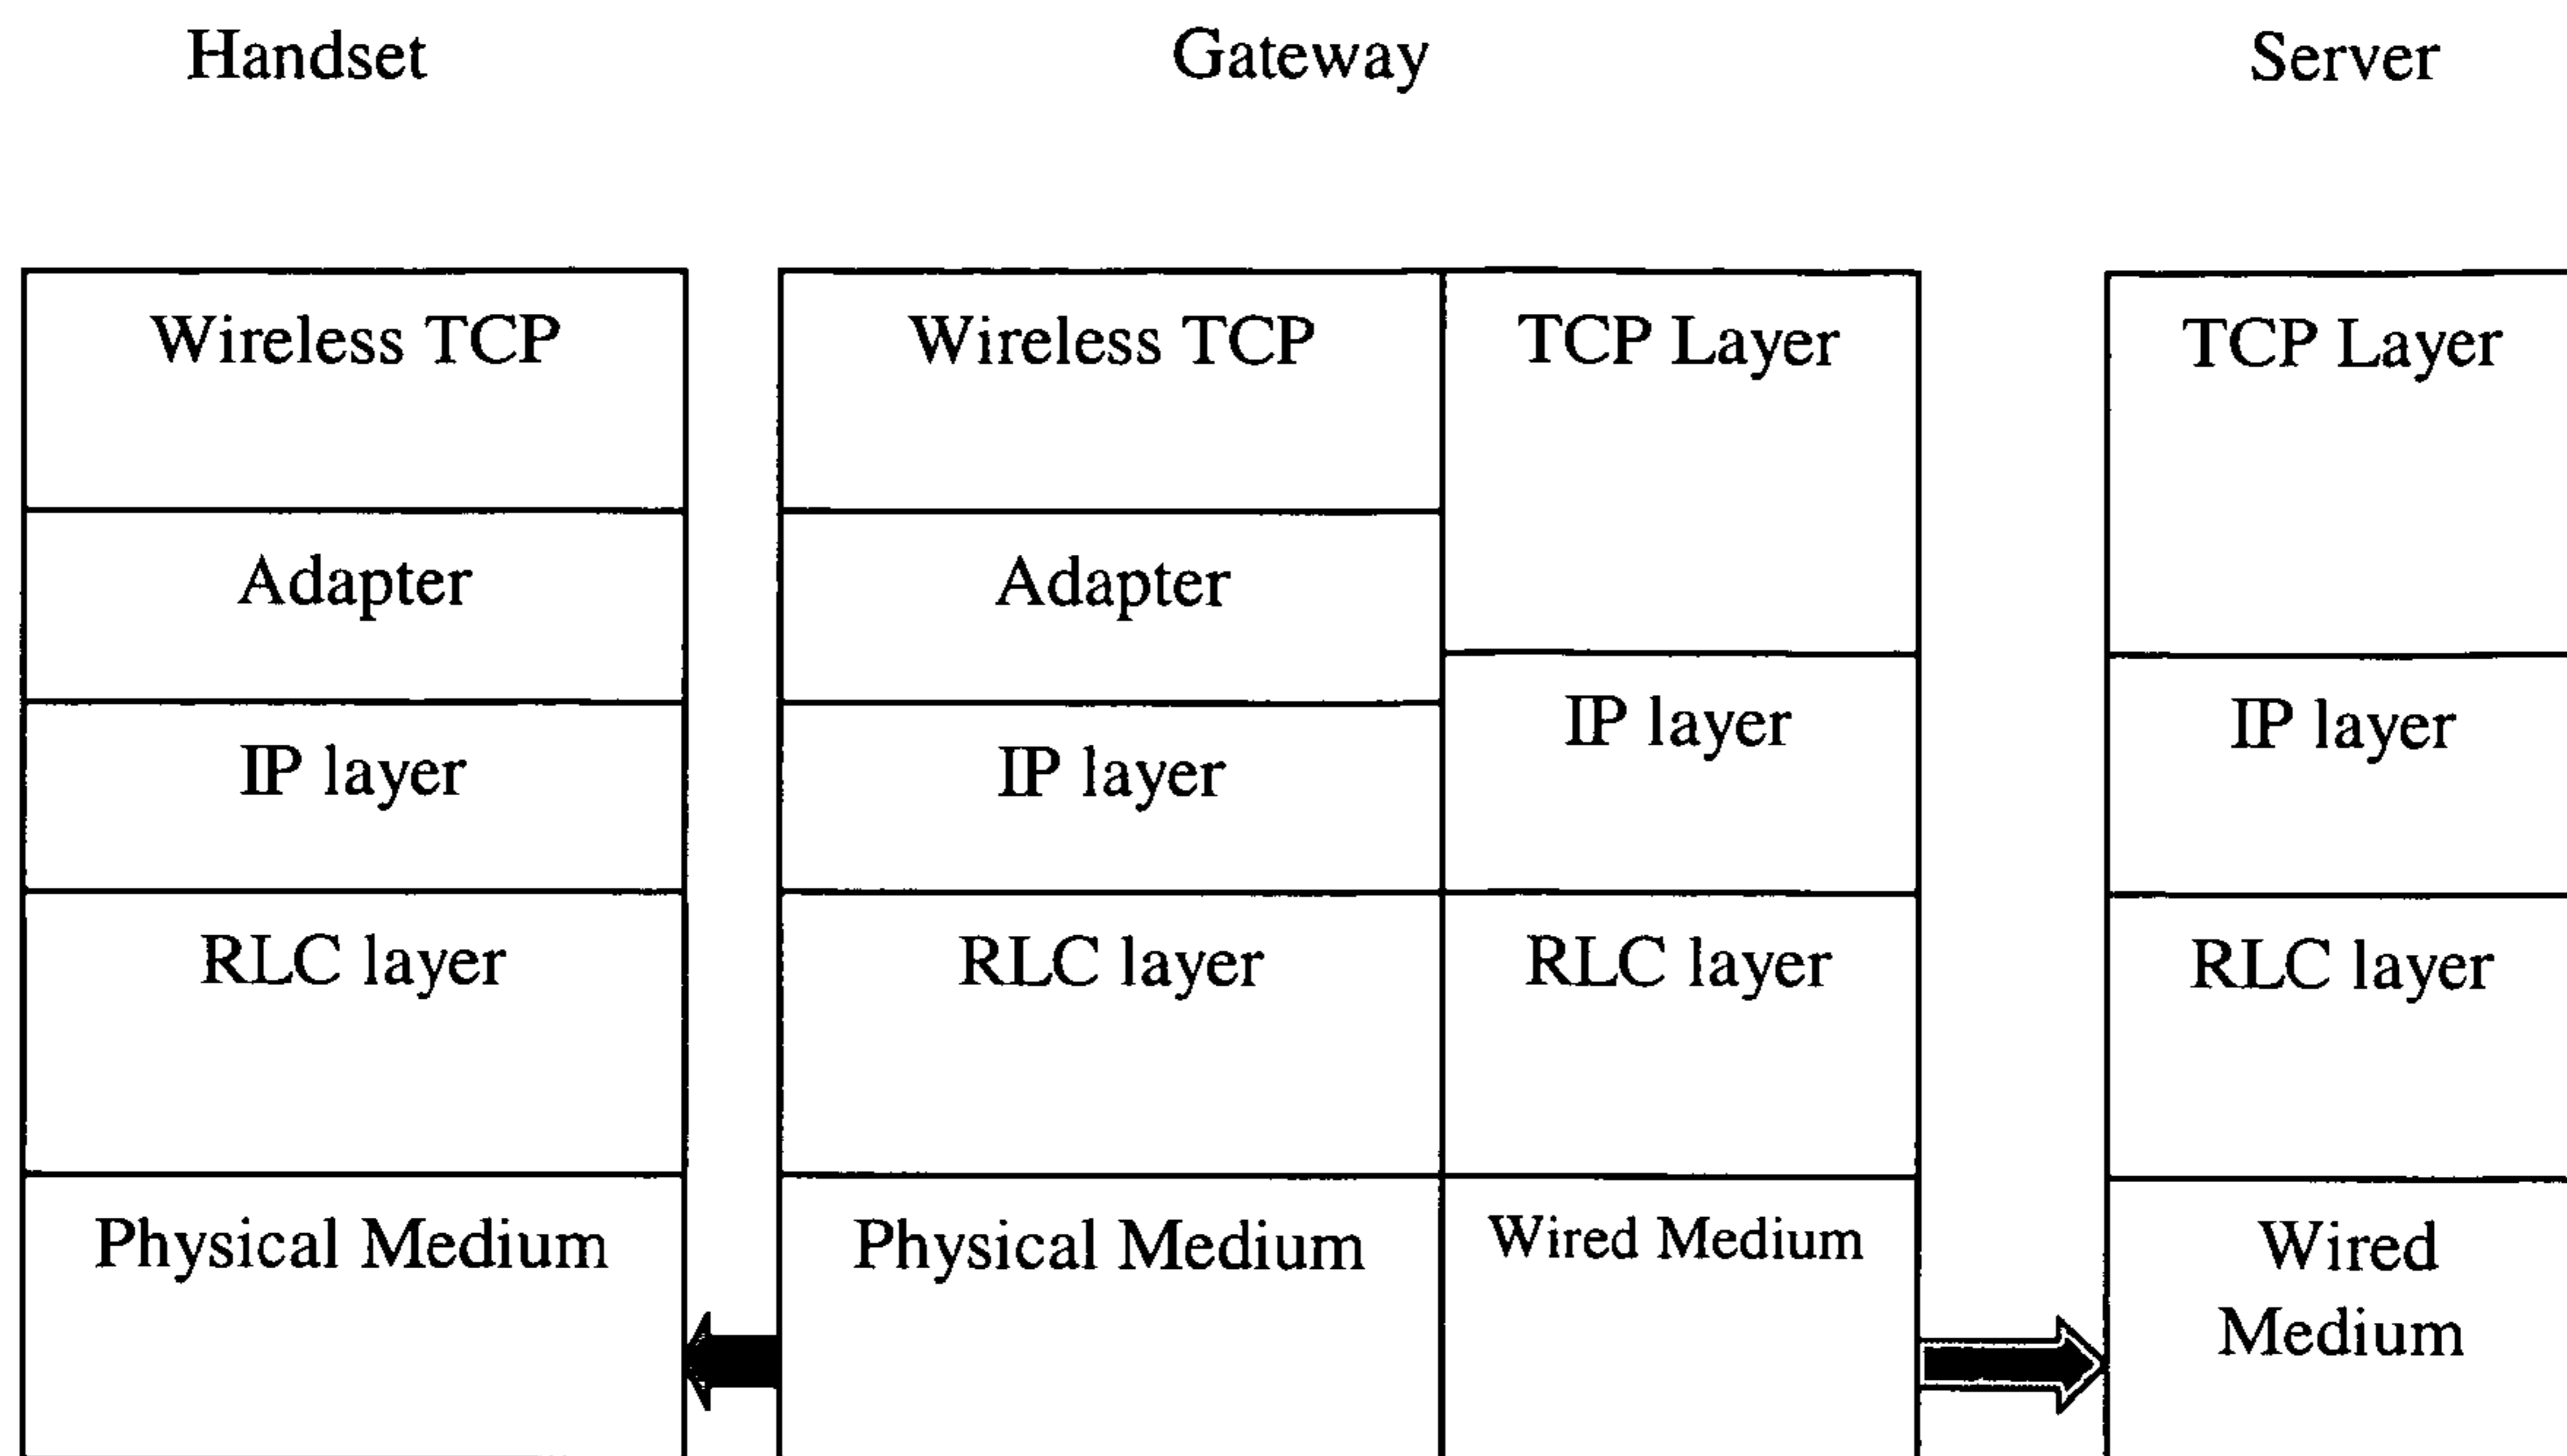 Handset
Gateway
Server
Wireless TCP
Wireless TCP
TCP Layer
TCP Layer
Adapter
Adapter
IP layer
IP layer
IP layer
IP layer
RLC layer
RLC layer
RLC layer
RLC layer
Physical Medium
Physical Medium
Wired Medium
Wired
Medium